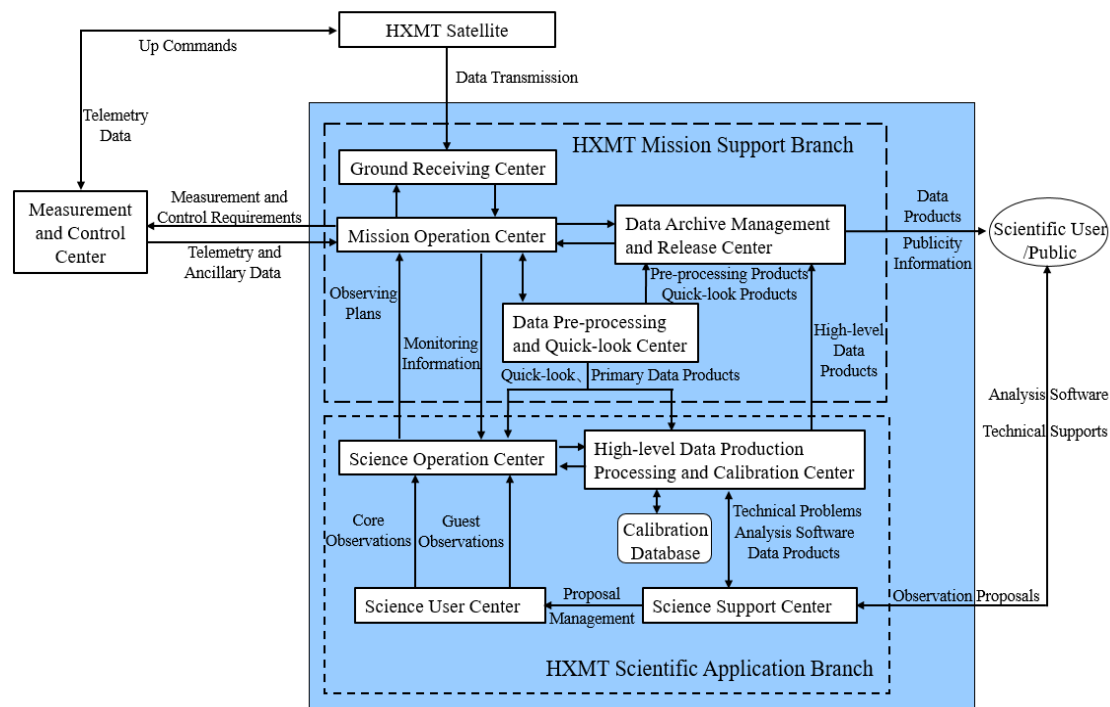 HXMT Satellite
Up Commands
Data Transmission
Telemetry
Data
HXMT Mission Support Branch
Ground Receiving Center
Measurement and
Control Requirements
Measurement
and Control
Center
Mission Operation Center
Data Archive Management
and Release Center
Data
Products
Publicity
Information
Scientific User
/Public
Telemetry and
Ancillary Data
Pre-processing Products
Quick-look Products
Observing
Plans
Monitoring
Information
Data Pre-processing
and Quick-look Center
High-level
Data
Products
Quick-look、Primary Data Products
Analysis Software
Technical Supports
Science Operation Center
High-level Data Production
Processing and Calibration Center
Core
Observations
Guest
Observations
Calibration
Database
Technical Problems
Analysis Software
Data Products
Science User Center
Proposal
Management
Science Support Center
Observation Proposals
HXMT Scientific Application Branch